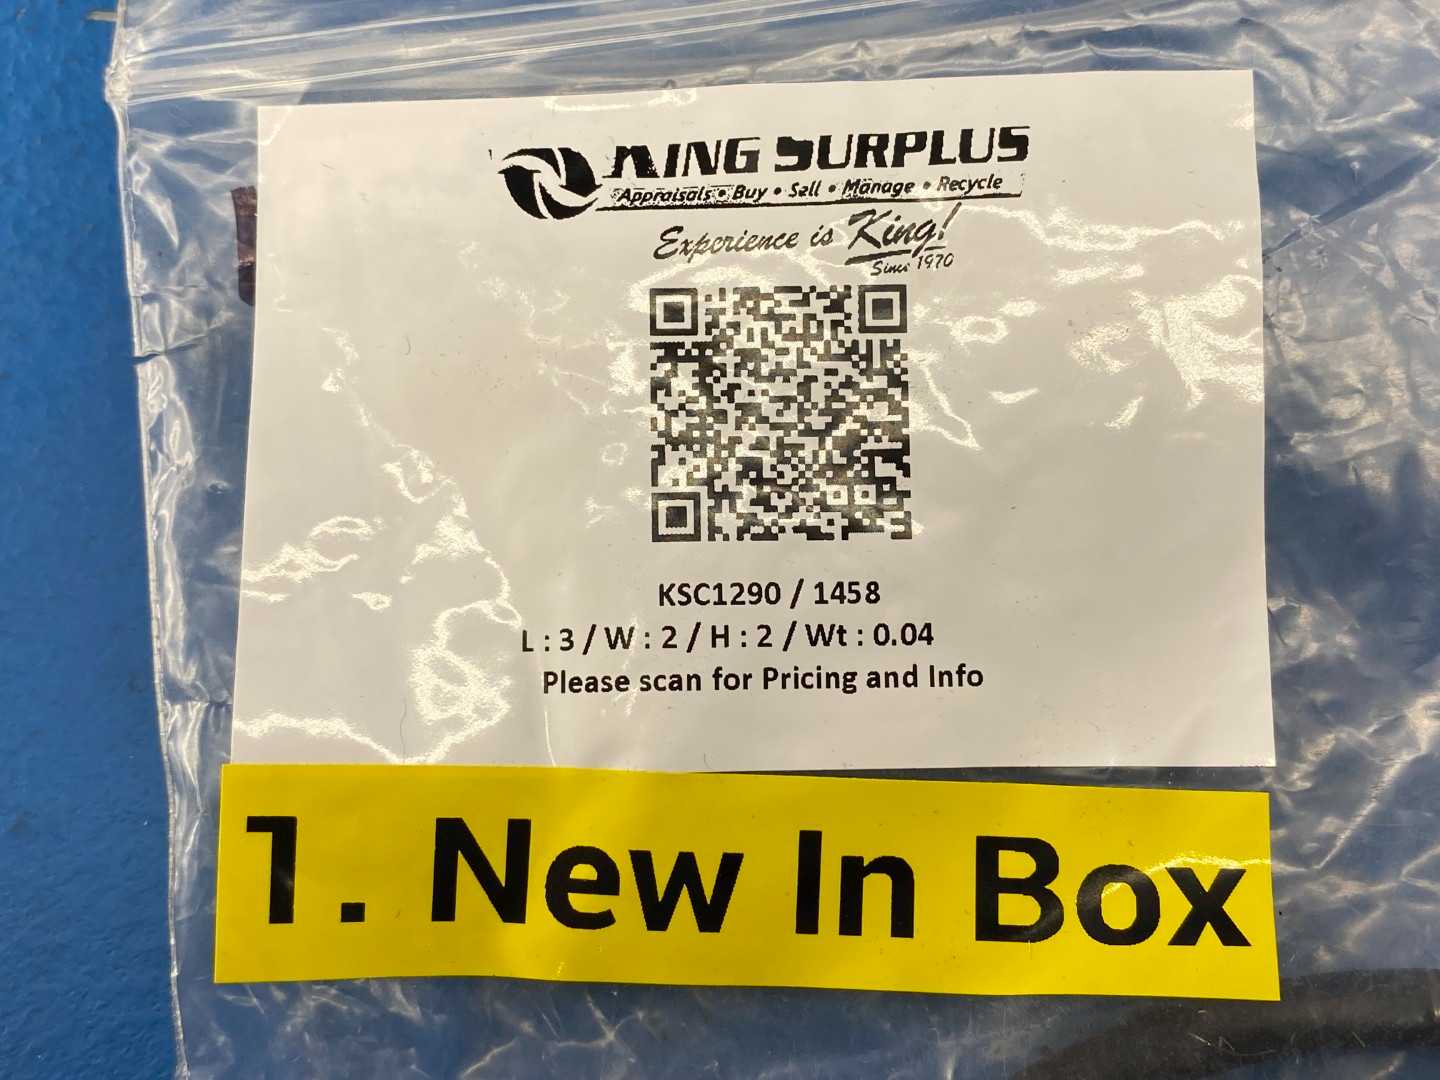 KING SURPLUS
Appraisals • Buy • Sell • Manage • Recycle
Experience is King!
Since 1970
KSC1290 / 1458
L : 3 / W : 2 / H : 2 / Wt : 0.04
Please scan for Pricing and Info
1. New In Box